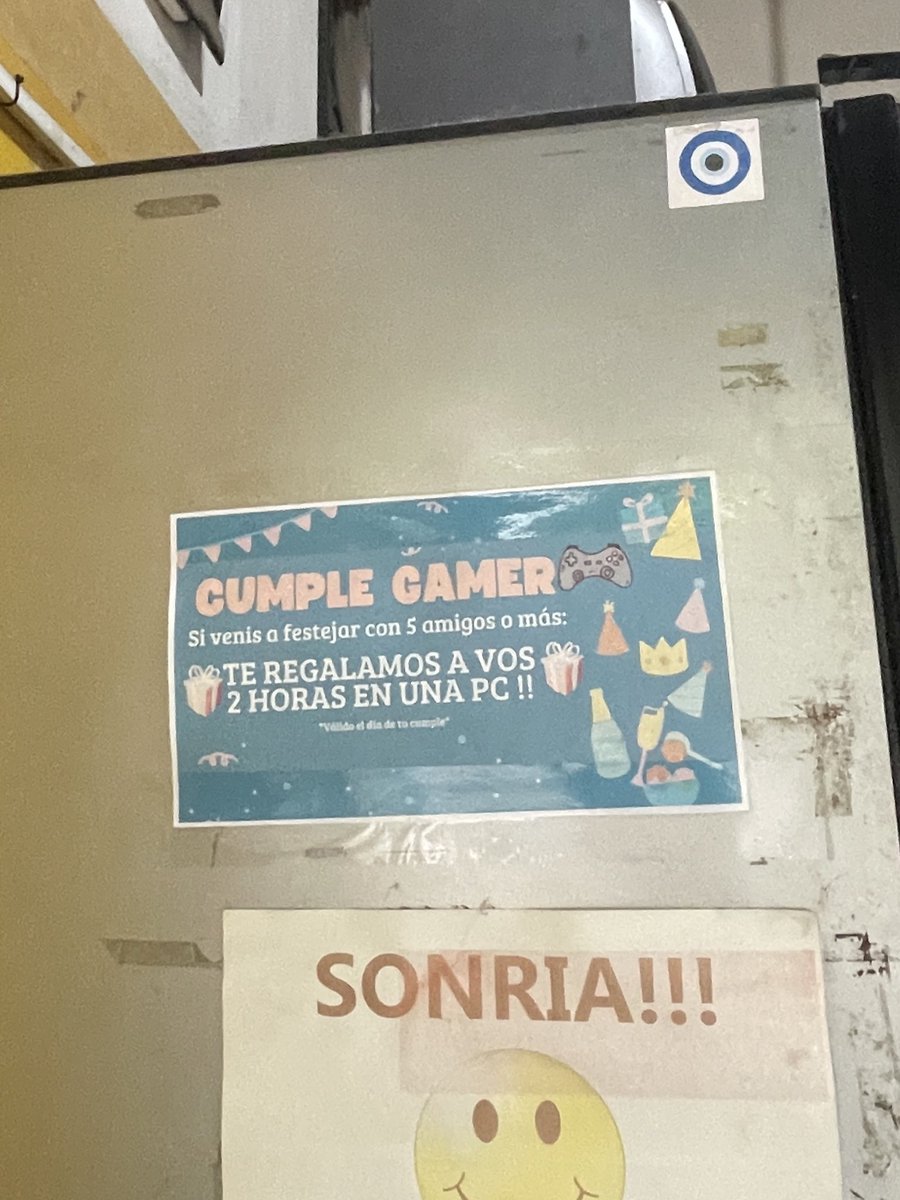 CUMPLE GAMER
Si venis a festejar con 5 amigos o más:
TE REGALAMOS A VOS
2 HORAS EN UNA PC !!
"Válido el día de tu cumple"
SONRIA!!!